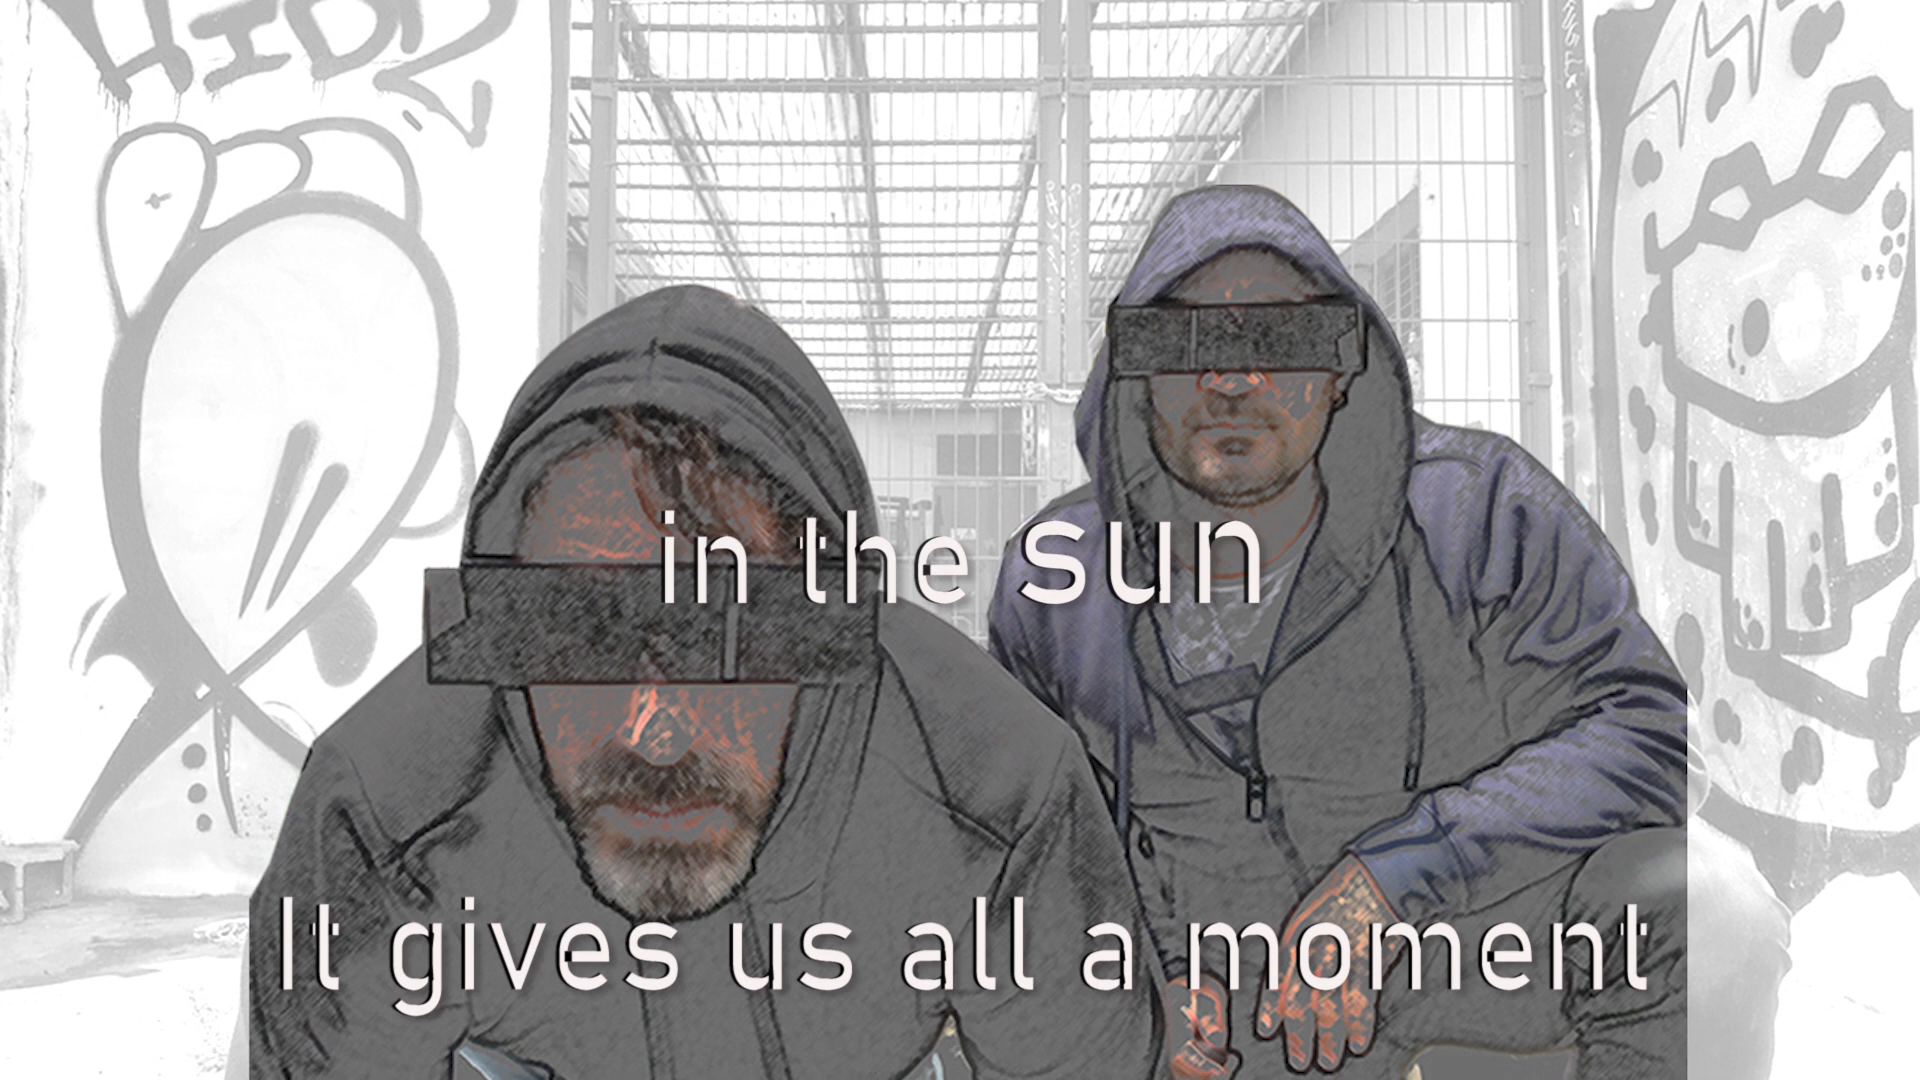 in the sun
It gives us all a moment